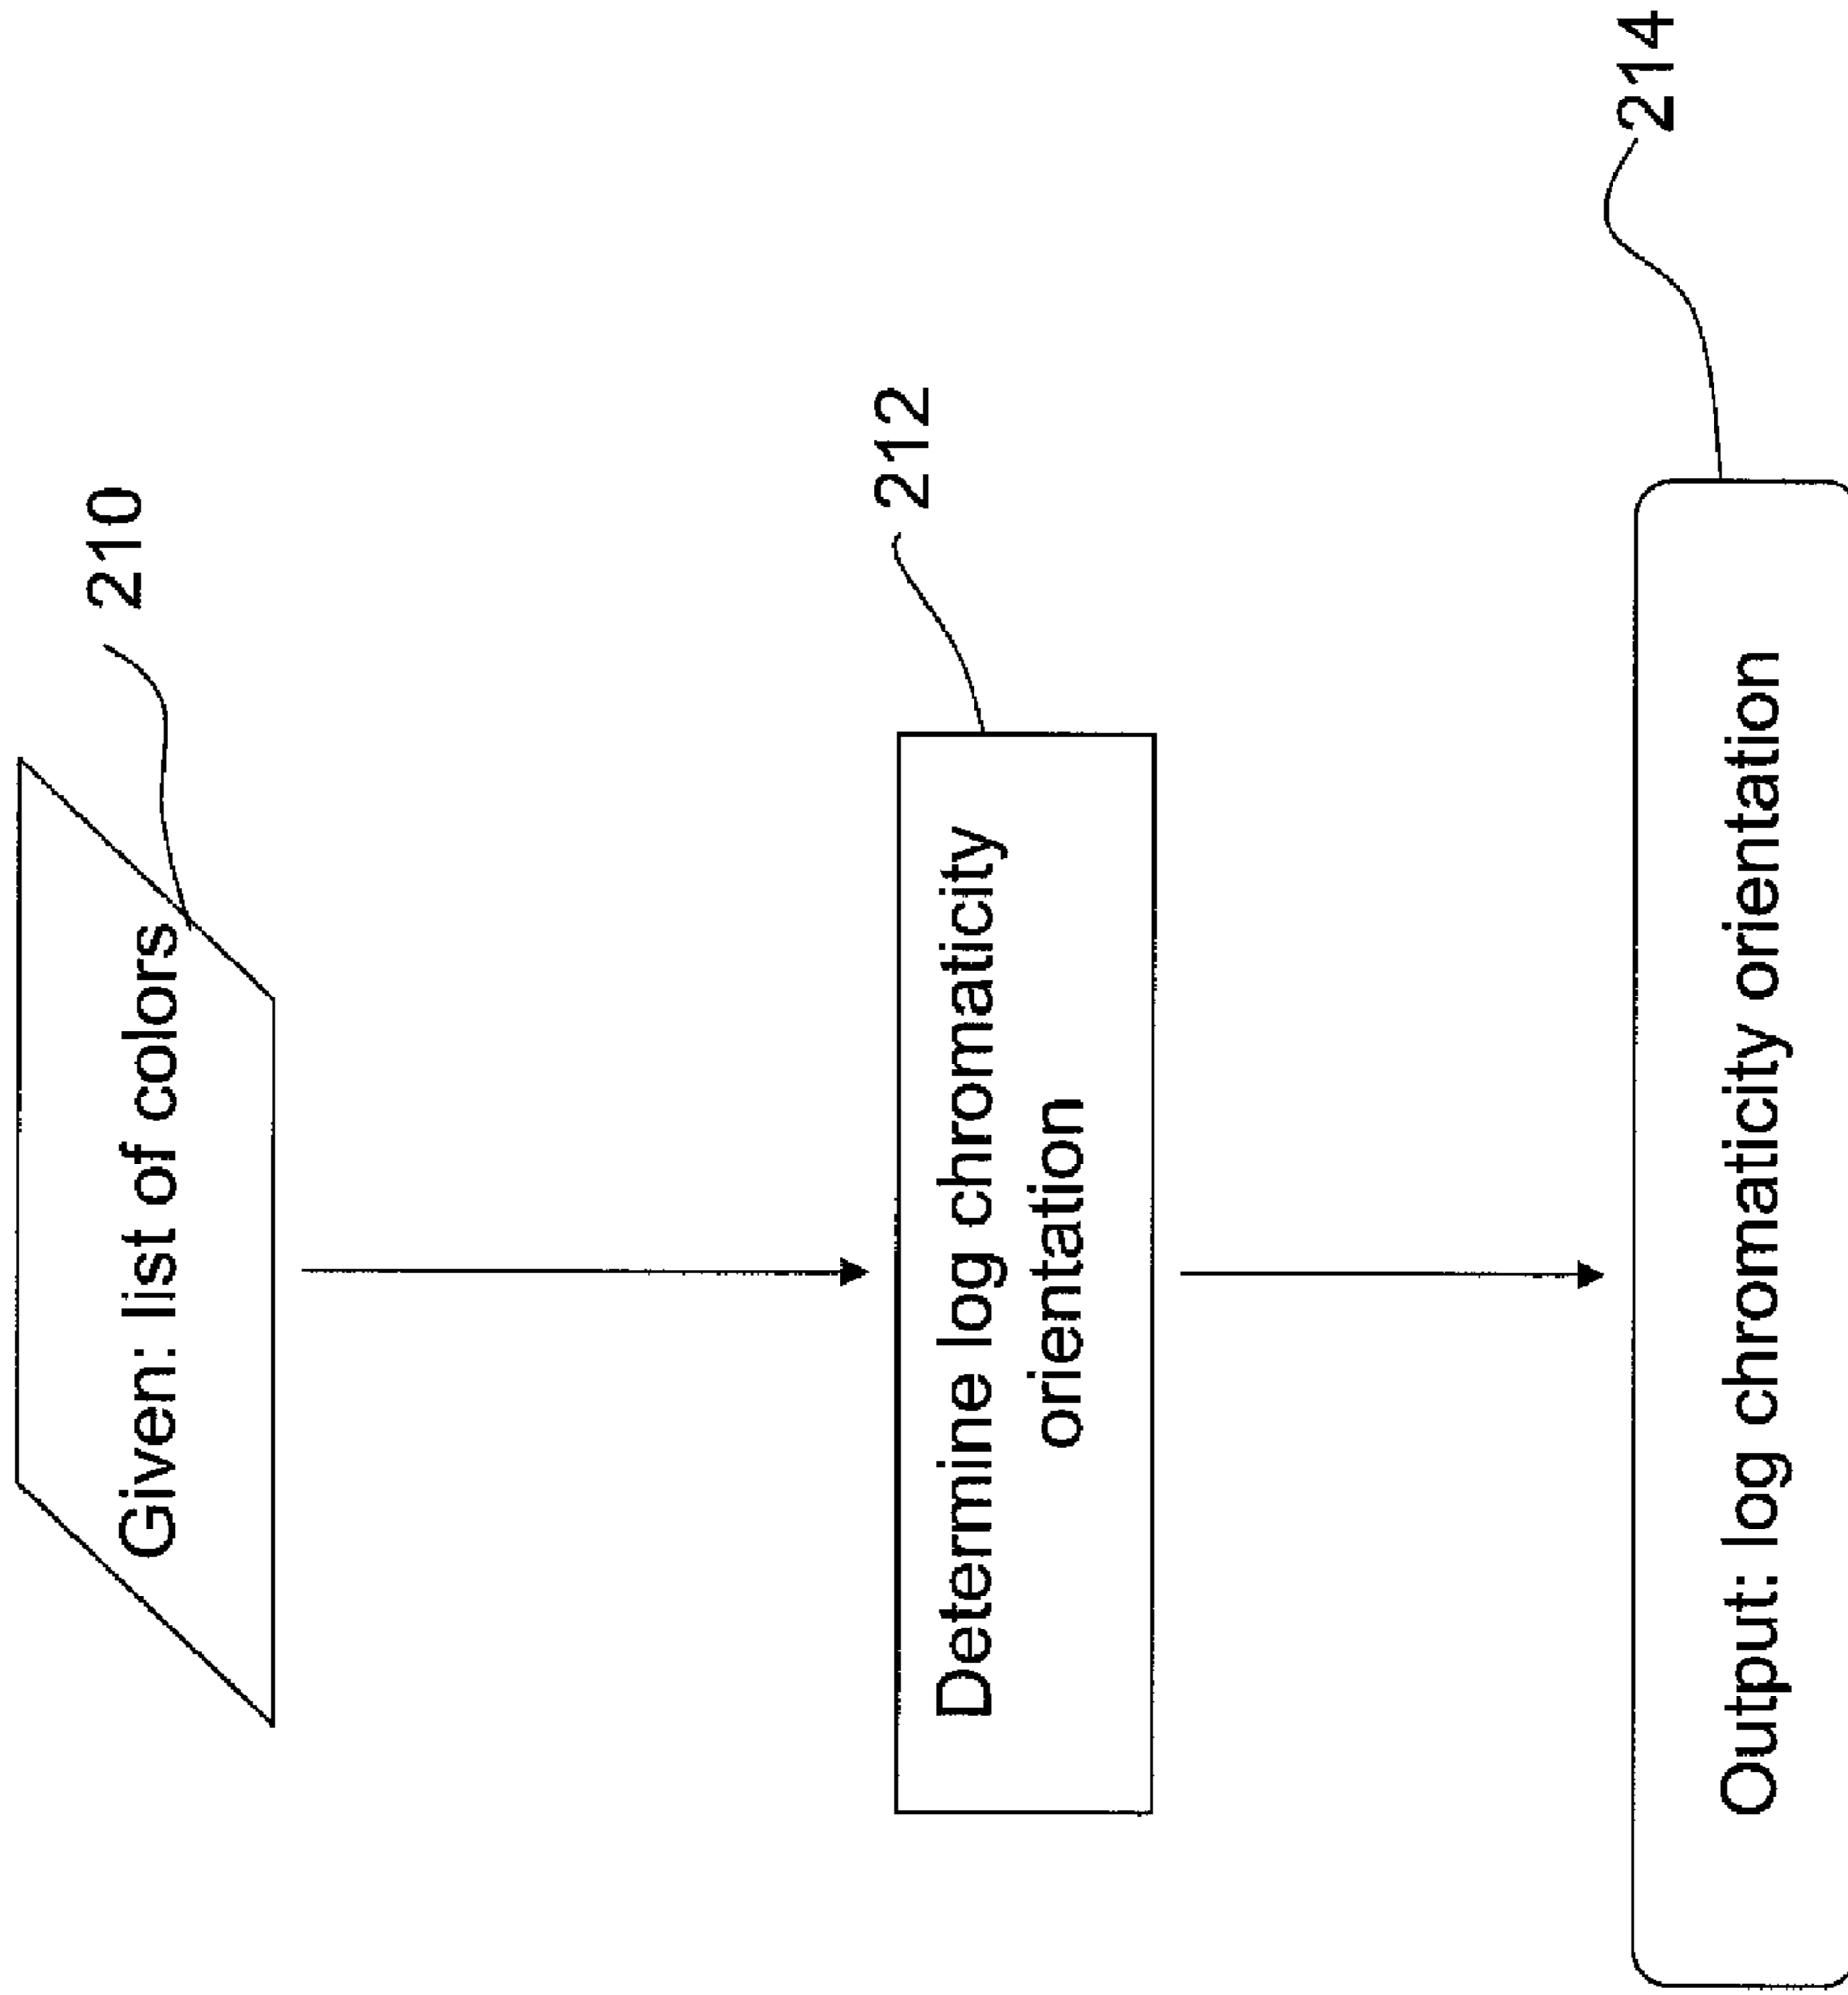 Given: list of colors
210
Determine log chromaticity
orientation
212
Output: log chromaticity orientation
214